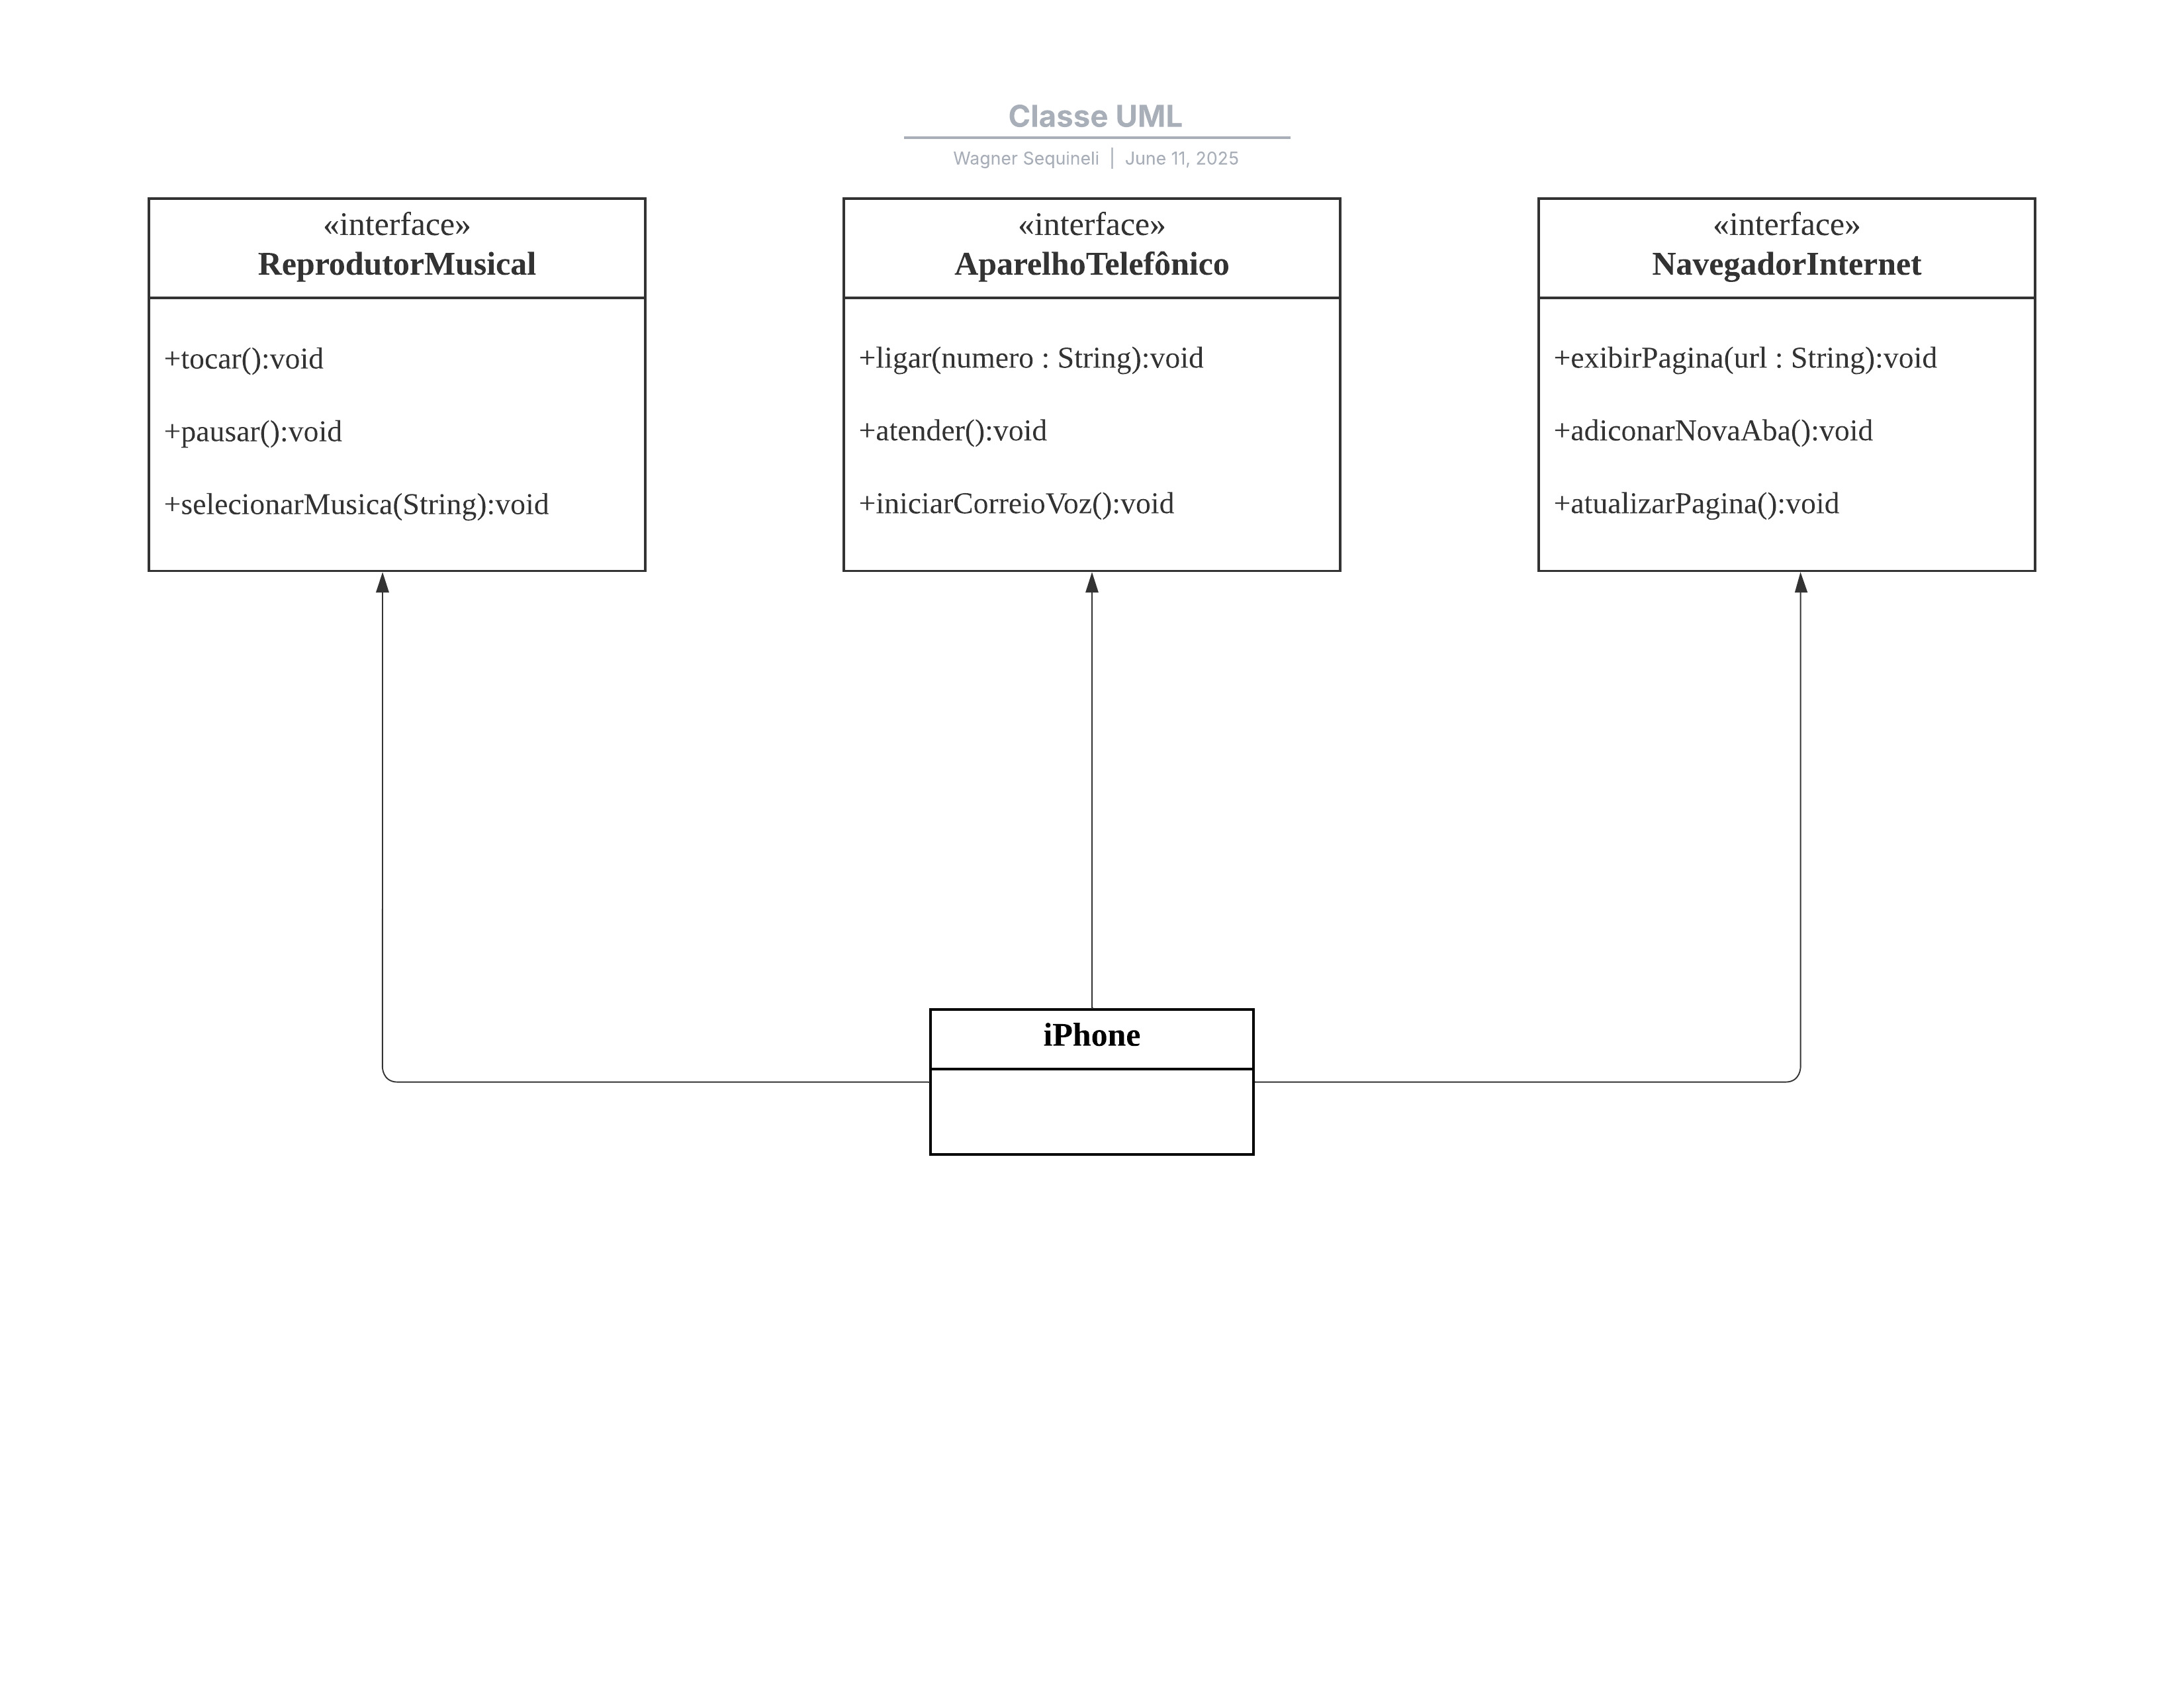 Classe UML
Wagner Sequineli | June 11, 2025
«interface»
ReprodutorMusical
+tocar():void
+pausar():void
+selecionarMusica(String):void
«interface»
AparelhoTelefônico
+ligar(numero : String):void
+atender():void
+iniciarCorreioVoz():void
«interface»
NavegadorInternet
+exibirPagina(url : String):void
+adiconarNovaAba():void
+atualizarPagina():void
iPhone